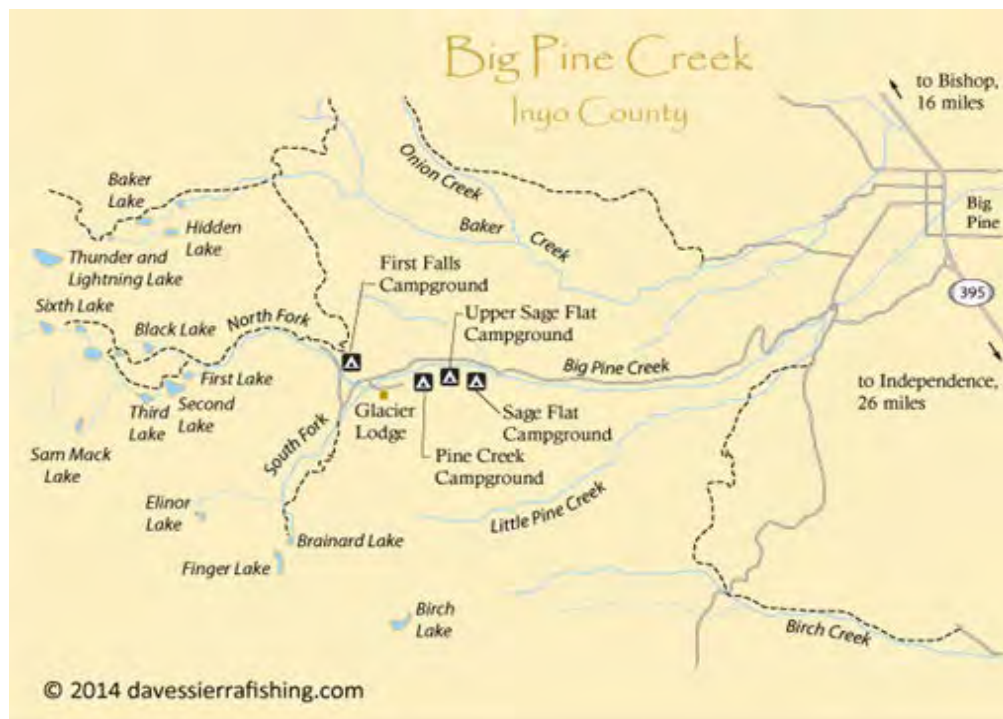 Big Pine Creek
Inyo County
to Bishop,
16 miles
Big
Pine
395
to Independence,
26 miles
Onion Creek
Baker
Creek
Baker
Lake
Hidden
Lake
Thunder and
Lightning Lake
First Falls
Campground
Sixth Lake
Black Lake
North Fork
Upper Sage Flat
Campground
Big Pine Creek
First Lake
Second
Lake
Third
Lake
Glacier
Lodge
Sage Flat
Campground
Pine Creek
Campground
South Fork
Sam Mack
Lake
Elinor
Lake
Little Pine Creek
Brainard Lake
Finger Lake
Birch
Lake
Birch Creek
© 2014 davessierrafishing.com